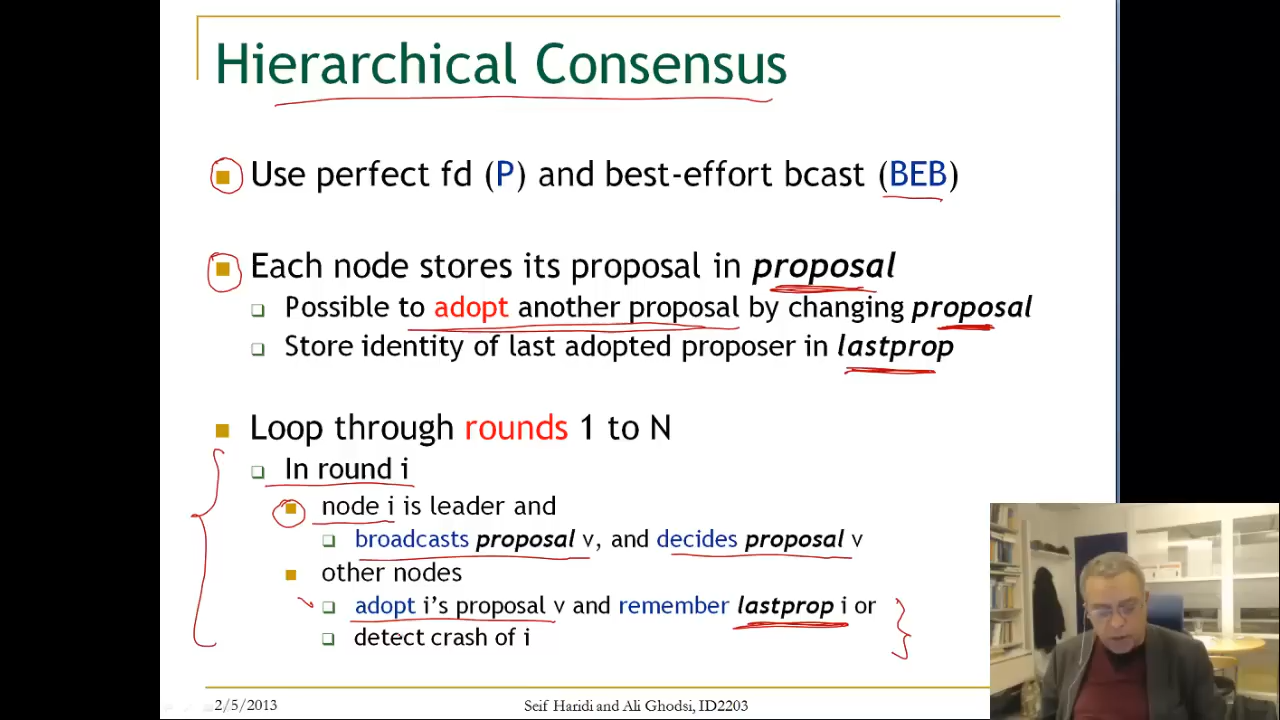 Hierarchical Consensus
Use perfect fd (P) and best-effort bcast (BEB)
Each node stores its proposal in proposal
Possible to adopt another proposal by changing proposal
Store identity of last adopted proposer in lastprop
Loop through rounds 1 to N
In round i
node i is leader and
broadcasts proposal v, and decides proposal v
other nodes
adopt i's proposal v and remember lastprop i or
detect crash of i
2/5/2013
Seif Haridi and Ali Ghodsi, ID2203